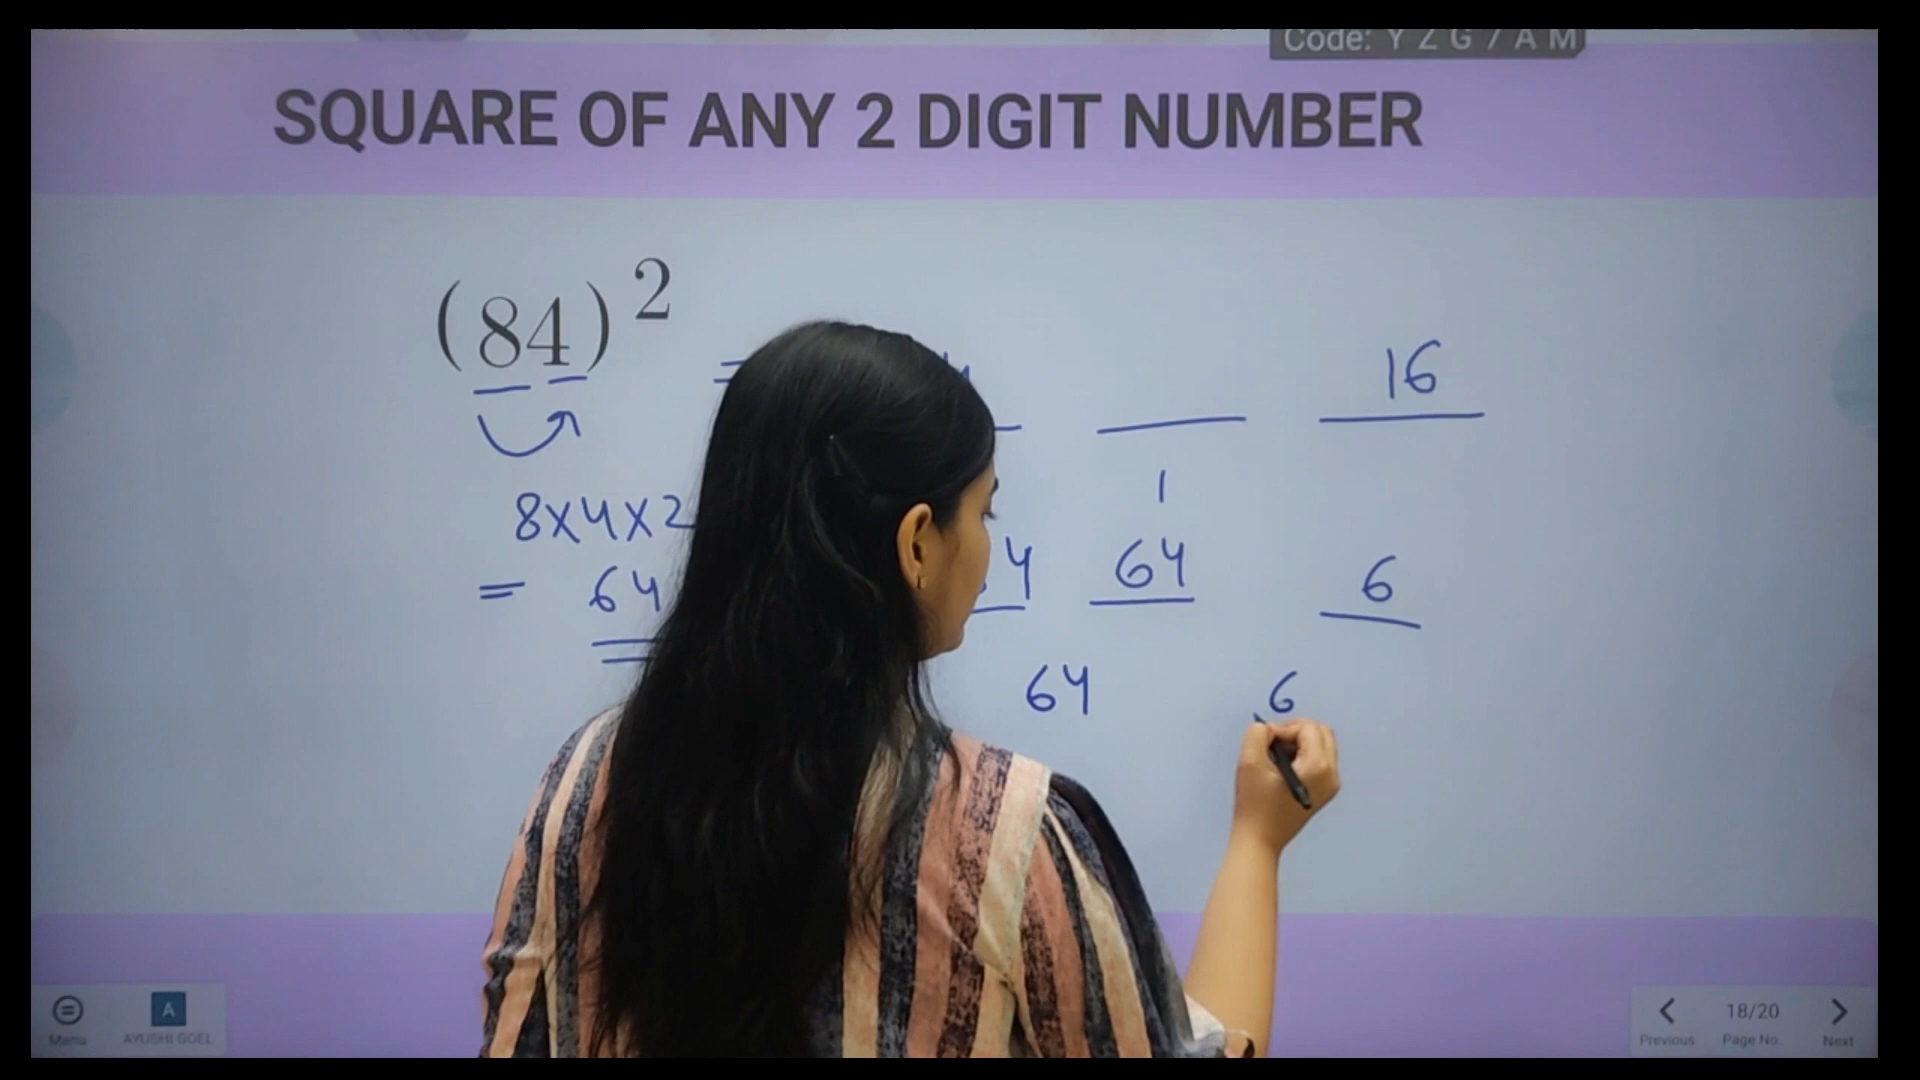 Code: Y Z G 7 A M
SQUARE OF ANY 2 DIGIT NUMBER
(84)²
=
16
8x4x2
1
= 64
4 64 6
64 6
Menu
A
AYUSHI GOEL
Previous
18/20
Page No.
Next